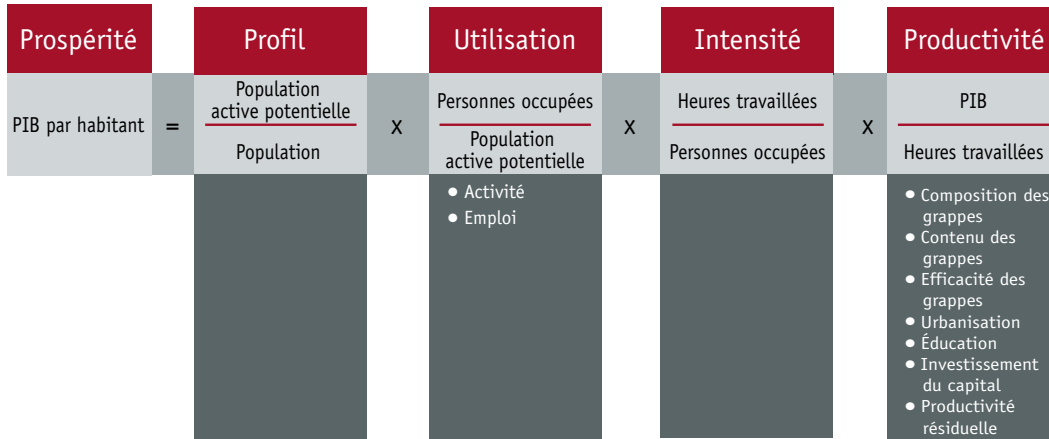 Prospérité
Profil
Utilisation
Intensité
Productivité
PIB par habitant
=
Population
active potentielle
Population
x
Personnes occupées
Population
active potentielle
x
Heures travaillées
Personnes occupées
x
PIB
Heures travaillées
• Activité
• Emploi
• Composition des
grappes
• Contenu des
grappes
• Efficacité des
grappes
• Urbanisation
• Éducation
• Investissement
du capital
• Productivité
résiduelle